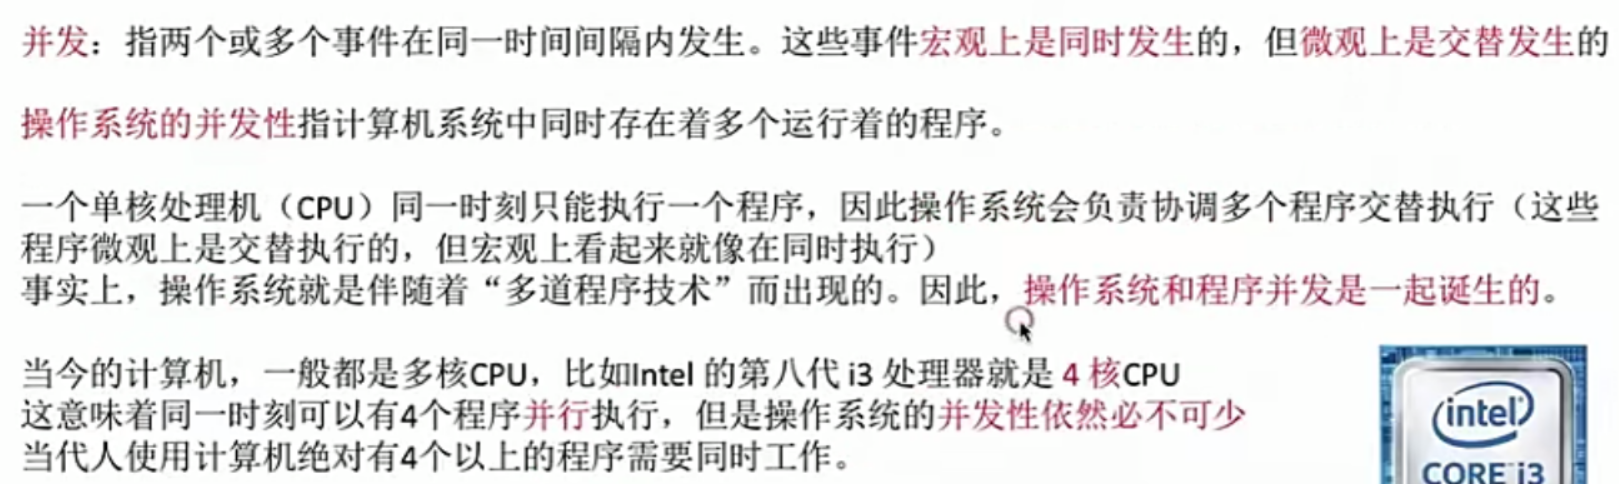 并发：指两个或多个事件在同一时间间隔内发生。这些事件宏观上是同时发生的，但微观上是交替发生的
操作系统的并发性指计算机系统中同时存在着多个运行着的程序。
一个单核处理机（CPU）同一时刻只能执行一个程序，因此操作系统会负责协调多个程序交替执行（这些
程序微观上是交替执行的，但宏观上看起来就像在同时执行）
事实上，操作系统就是伴随着“多道程序技术”而出现的。因此，操作系统和程序并发是一起诞生的。
当今的计算机，一般都是多核CPU，比如Intel 的第八代 i3 处理器就是 4 核CPU
这意味着同一时刻可以有4个程序并行执行，但是操作系统的并发性依然必不可少
当代人使用计算机绝对有4个以上的程序需要同时工作。
intel
CORE i3